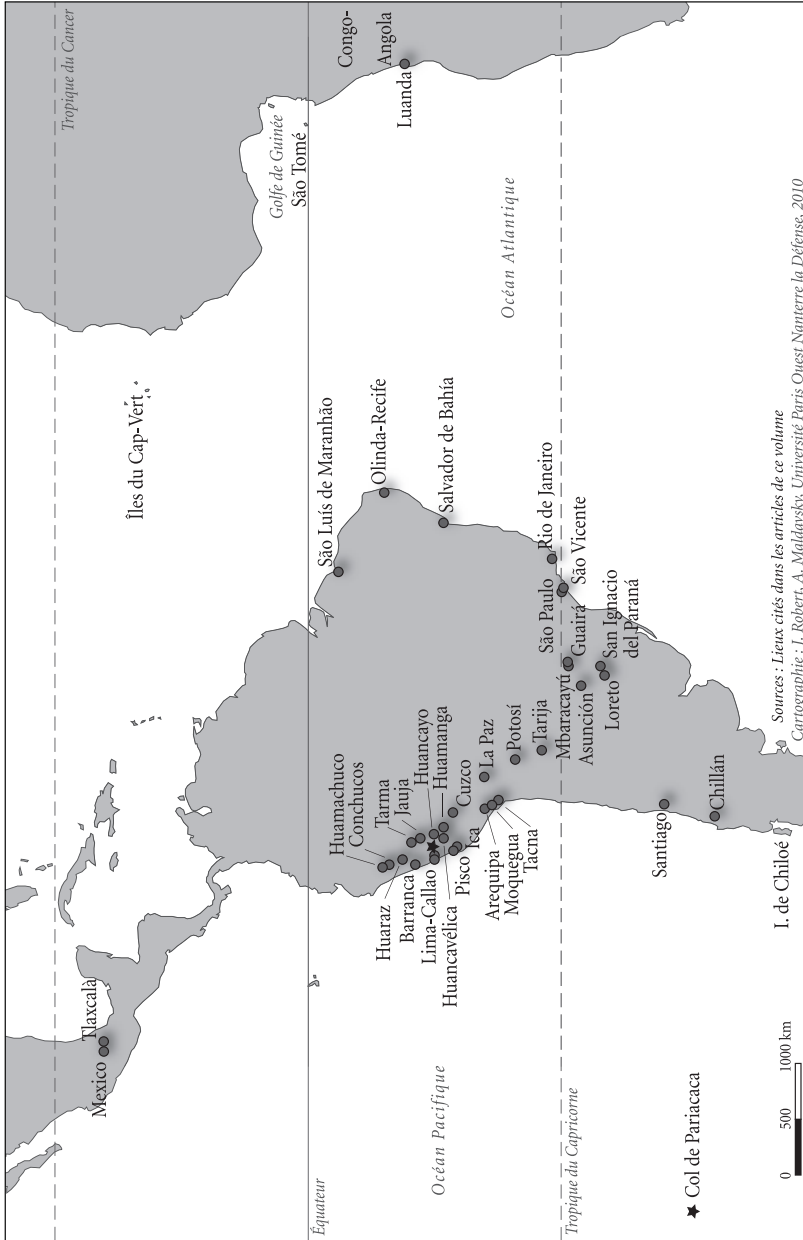 Tropique du Cancer
Congo-
Angola
Luanda
Golfe de Guinée
São Tomé
Îles du Cap-Vert
Océan Atlantique
Mexico
Tlaxcalà
Équateur
São Luís de Maranhão
Olinda-Recife
Salvador de Bahía
Rio de Janeiro
São Vicente
São Paulo
Guairá
San Ignacio
del Paraná
Mbaracayú
Asunción
Loreto
Huamachuco
Conchucos
Tarma
Jauja
Huancayo
Huamanga
Cuzco
La Paz
Potosí
Tarija
Huaraz
Barranca
Lima-Callao
Huancavélica
Pisco
Ica
Arequipa
Moquegua
Tacna
Océan Pacifique
Tropique du Capricorne
Santiago
Chillán
I. de Chiloé
★ Col de Pariacaca
0 500 1000 km
Sources : Lieux cités dans les articles de ce volume
Cartographie : J. Robert, A. Maldavsky, Université Paris Ouest Nanterre la Défense, 2010